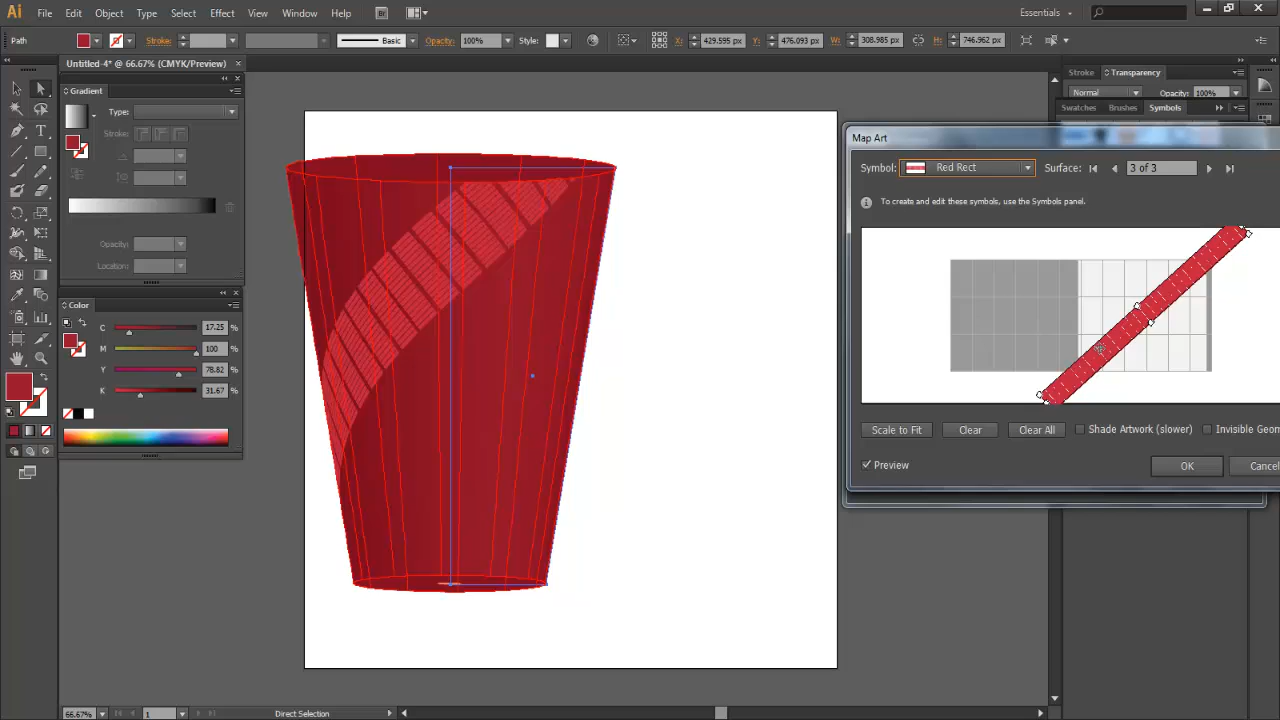 Ai File Edit Object Type Select Effect View Window Help Br Essentials
Path Stroke: Basic Opacity: 100% Style: X: 429.595 px Y: 476.093 px W: 308.985 px H: 746.962 px
Untitled-4* @ 66.67% (CMYK/Preview) ×
Stroke Transparency
Gradient
Normal Opacity: 100%
Type:
Swatches Brushes Symbols
Stroke:
Map Art
Symbol: Red Rect Surface: 3 of 3
To create and edit these symbols, use the Symbols panel.
Opacity:
Location:
Color
C 17.25 %
M 100 %
Y 78.82 %
K 31.67 %
Scale to Fit Clear Clear All Shade Artwork (slower) Invisible Geom
Preview OK Cancel
66.67% 1 Direct Selection